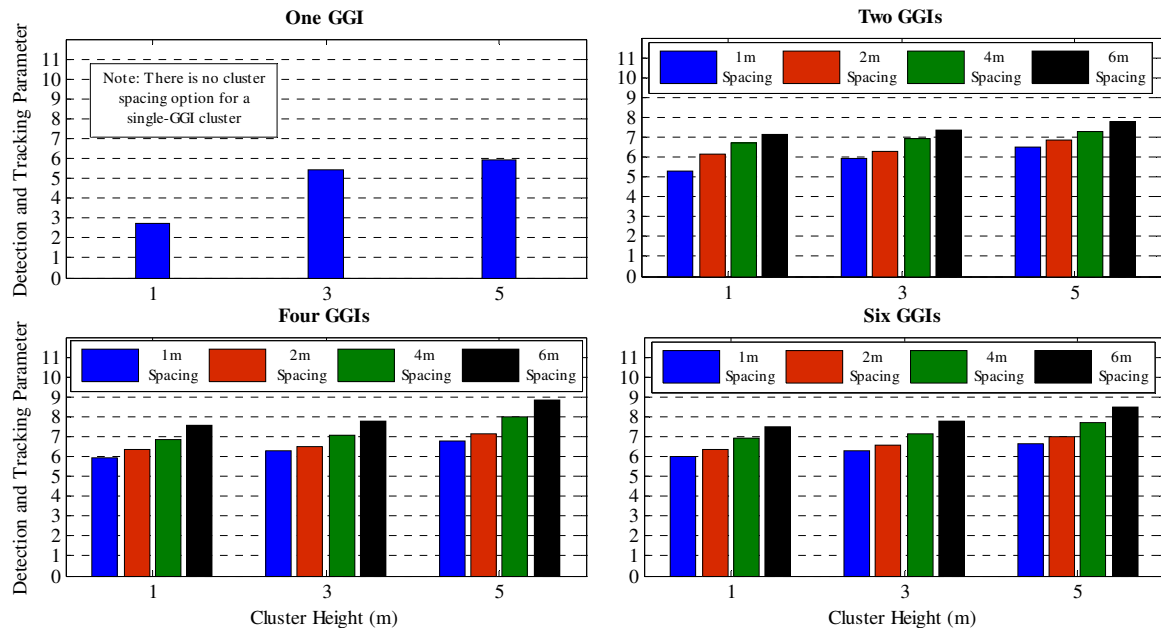 One GGI
Detection and Tracking Parameter
11
10
9
8
7
6
5
4
3
2
1
0
Note: There is no cluster
spacing option for a
single-GGI cluster
1
3
5
Two GGIs
11
10
9
8
7
6
5
4
3
2
1
0
1m
Spacing
2m
Spacing
4m
Spacing
6m
Spacing
1
3
5
Four GGIs
Detection and Tracking Parameter
11
10
9
8
7
6
5
4
3
2
1
0
1m
Spacing
2m
Spacing
4m
Spacing
6m
Spacing
1
3
5
Cluster Height (m)
Six GGIs
11
10
9
8
7
6
5
4
3
2
1
0
1m
Spacing
2m
Spacing
4m
Spacing
6m
Spacing
1
3
5
Cluster Height (m)